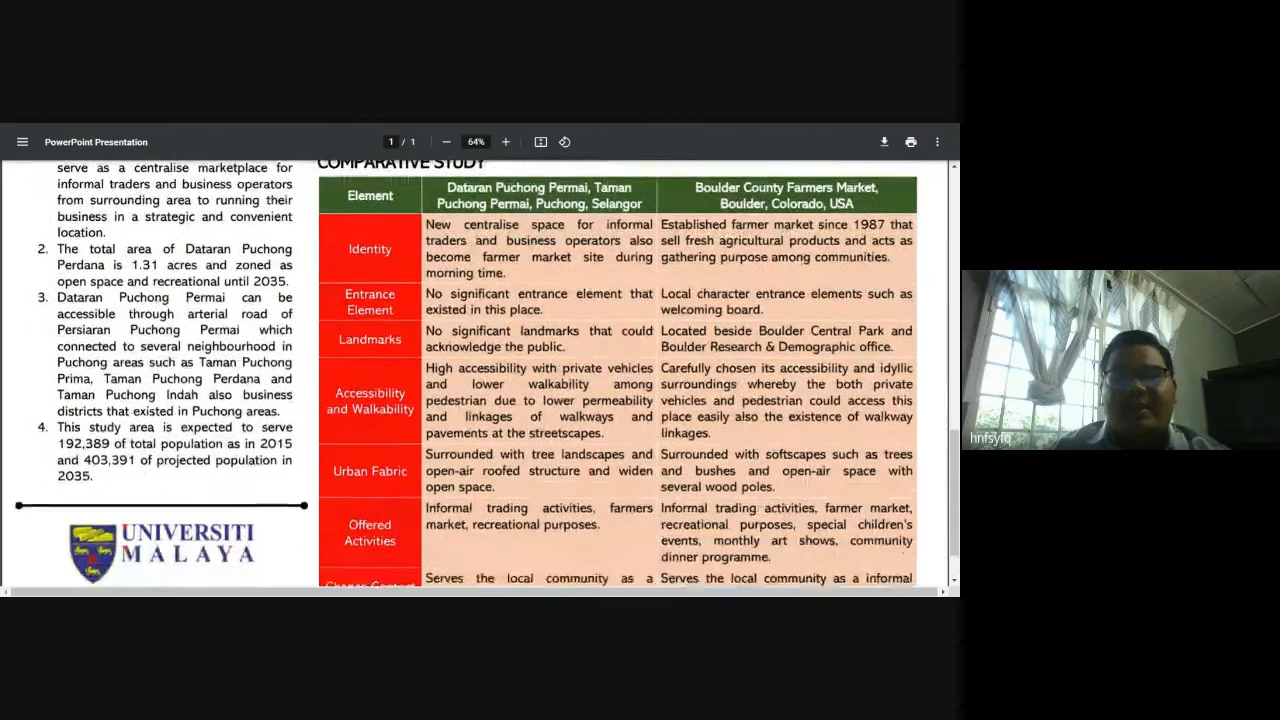 PowerPoint Presentation
1 / 1
64%
serve as a centralise marketplace for
informal traders and business operators
from surrounding area to running their
business in a strategic and convenient
location.
2. The total area of Dataran Puchong
Perdana is 1.31 acres and zoned as
open space and recreational until 2035.
3. Dataran Puchong Permai can be
accessible through arterial road of
Persiaran Puchong Permai which
connected to several neighbourhood in
Puchong areas such as Taman Puchong
Prima, Taman Puchong Perdana and
Taman Puchong Indah also business
districts that existed in Puchong areas.
4. This study area is expected to serve
192,389 of total population as in 2015
and 403,391 of projected population in
2035.
UNIVERSITI
MALAYA
COMPARATIVE STUDY
Element
Dataran Puchong Permai, Taman
Puchong Permai, Puchong, Selangor
Boulder County Farmers Market,
Boulder, Colorado, USA
Identity
New centralise space for informal
traders and business operators also
become farmer market site during
morning time.
Established farmer market since 1987 that
sell fresh agricultural products and acts as
gathering purpose among communities.
Entrance
Element
No significant entrance element that
existed in this place.
Local character entrance elements such as
welcoming board.
Landmarks
No significant landmarks that could
acknowledge the public.
Located beside Boulder Central Park and
Boulder Research & Demographic office.
Accessibility
and Walkability
High accessibility with private vehicles
and lower walkability among
pedestrian due to lower permeability
and linkages of walkways and
pavements at the streetscapes.
Carefully chosen its accessibility and idyllic
surroundings whereby the both private
vehicles and pedestrian could access this
place easily also the existence of walkway
linkages.
Urban Fabric
Surrounded with tree landscapes and
open-air roofed structure and widen
open space.
Surrounded with softscapes such as trees
and bushes and open-air space with
several wood poles.
Offered
Activities
Informal trading activities, farmers
market, recreational purposes.
Informal trading activities, farmer market,
recreational purposes, special children's
events, monthly art shows, community
dinner programme.
Serves the local community as a
Serves the local community as a informal
hnfsyfq